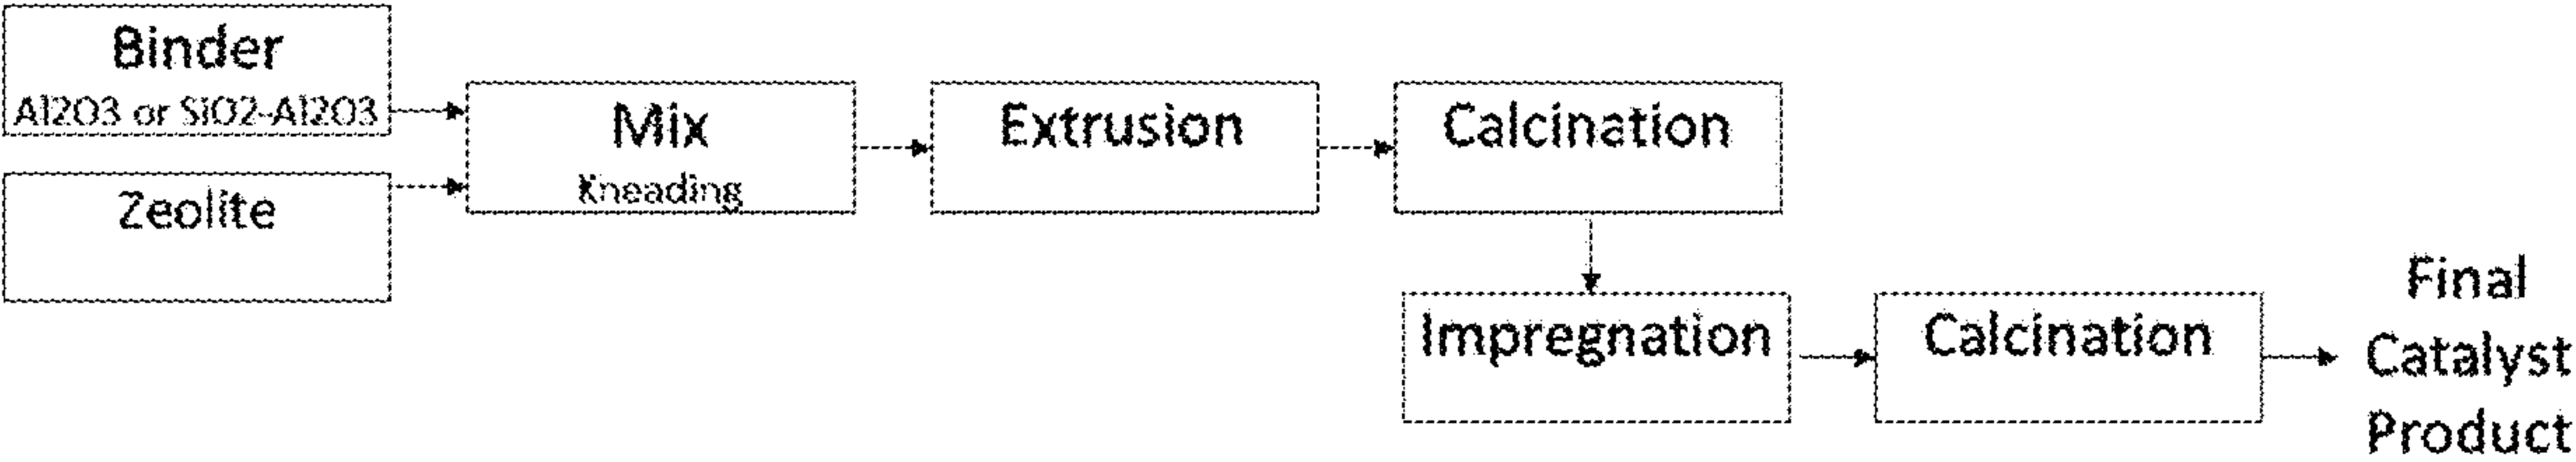 Binder
Al2O3 or SiO2-Al2O3
Zeolite
Mix
Kneading
Extrusion
Calcination
Impregnation
Calcination
Final
Catalyst
Product